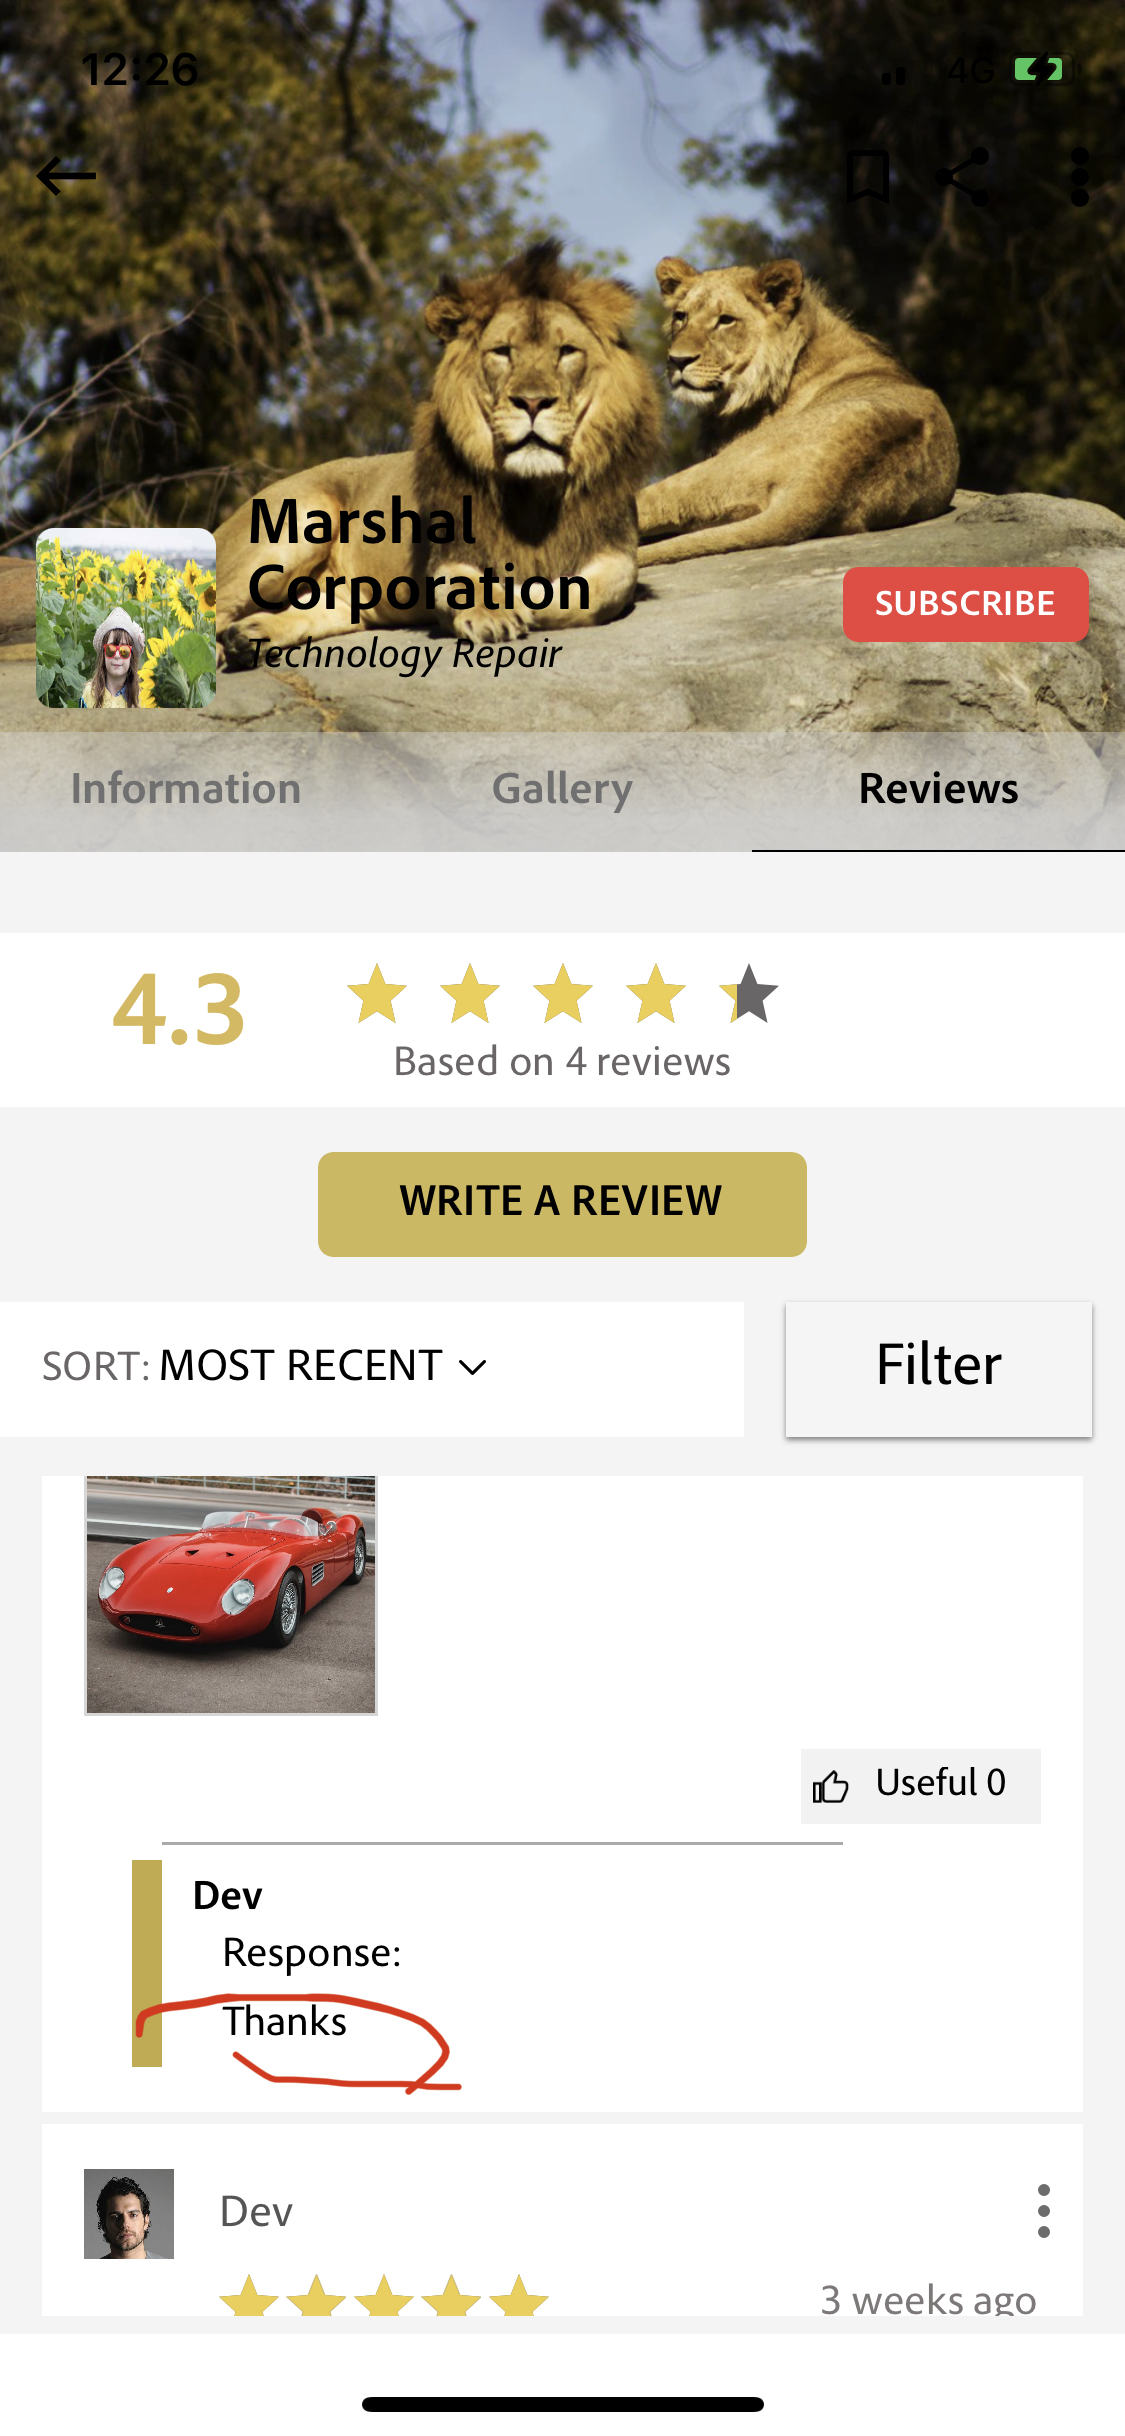 12:26
4G
Marshal
Corporation
Technology Repair
SUBSCRIBE
Information Gallery Reviews
4.3
Based on 4 reviews
WRITE A REVIEW
SORT: MOST RECENT
Filter
Useful 0
Dev
Response:
Thanks
Dev
3 weeks ago